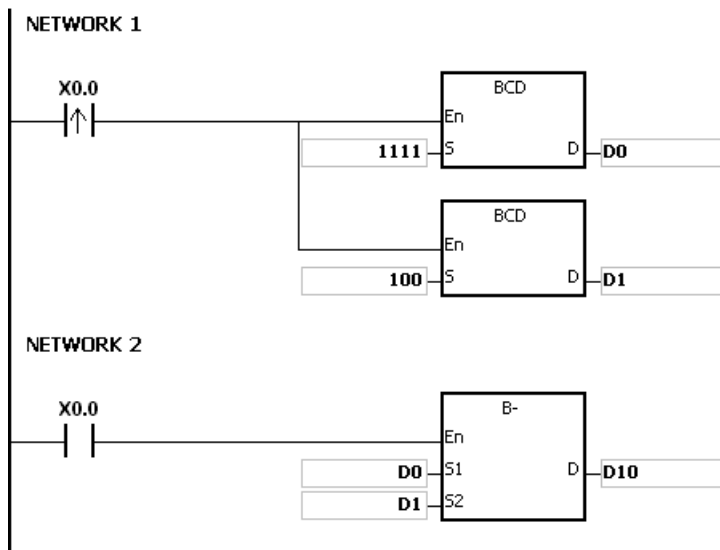 NETWORK 1
X0.0
BCD
En
1111 S D D0
BCD
En
100 S D D1
NETWORK 2
X0.0
B-
En
D0 S1 D D10
D1 S2